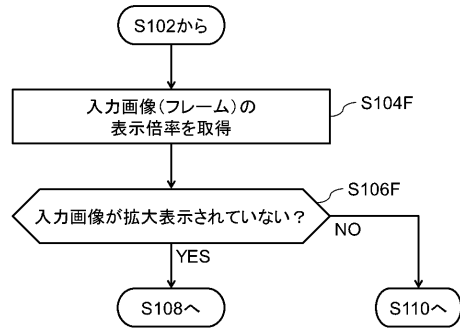 S102から
入力画像(フレーム)の
表示倍率を取得
S104F
入力画像が拡大表示されていない?
S106F
YES
NO
S108へ
S110へ